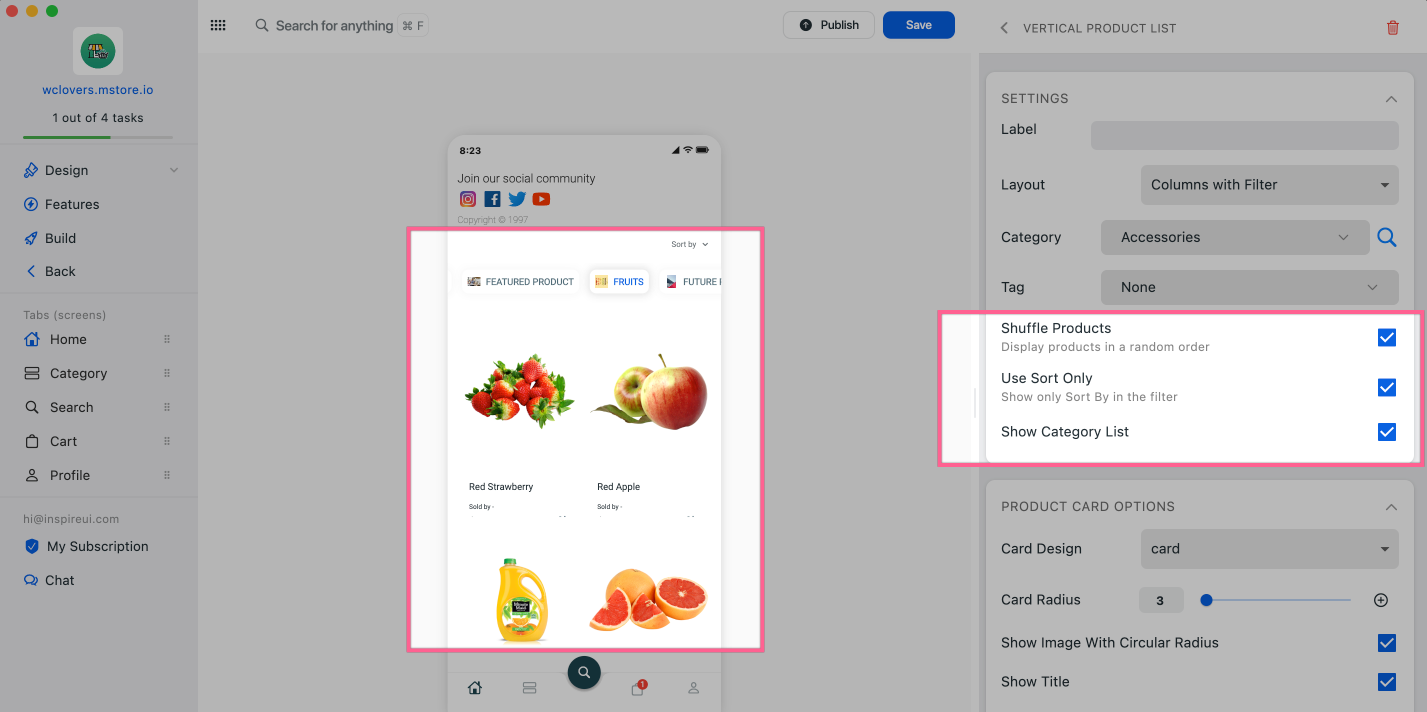 Search for anything ⌘ F
Publish
Save
VERTICAL PRODUCT LIST
wclovers.mstore.io
1 out of 4 tasks
Design
Features
Build
Back
Tabs (screens)
Home
Category
Search
Cart
Profile
hi@inspireui.com
My Subscription
Chat
8:23
Join our social community
Copyright © 1997
Sort by
FEATURED PRODUCT
FRUITS
FUTURE
Red Strawberry
Red Apple
Sold by -
Sold by -
Minute Maid
1
SETTINGS
Label
Layout
Columns with Filter
Category
Accessories
Tag
None
Shuffle Products
Display products in a random order
Use Sort Only
Show only Sort By in the filter
Show Category List
PRODUCT CARD OPTIONS
Card Design
card
Card Radius
3
Show Image With Circular Radius
Show Title